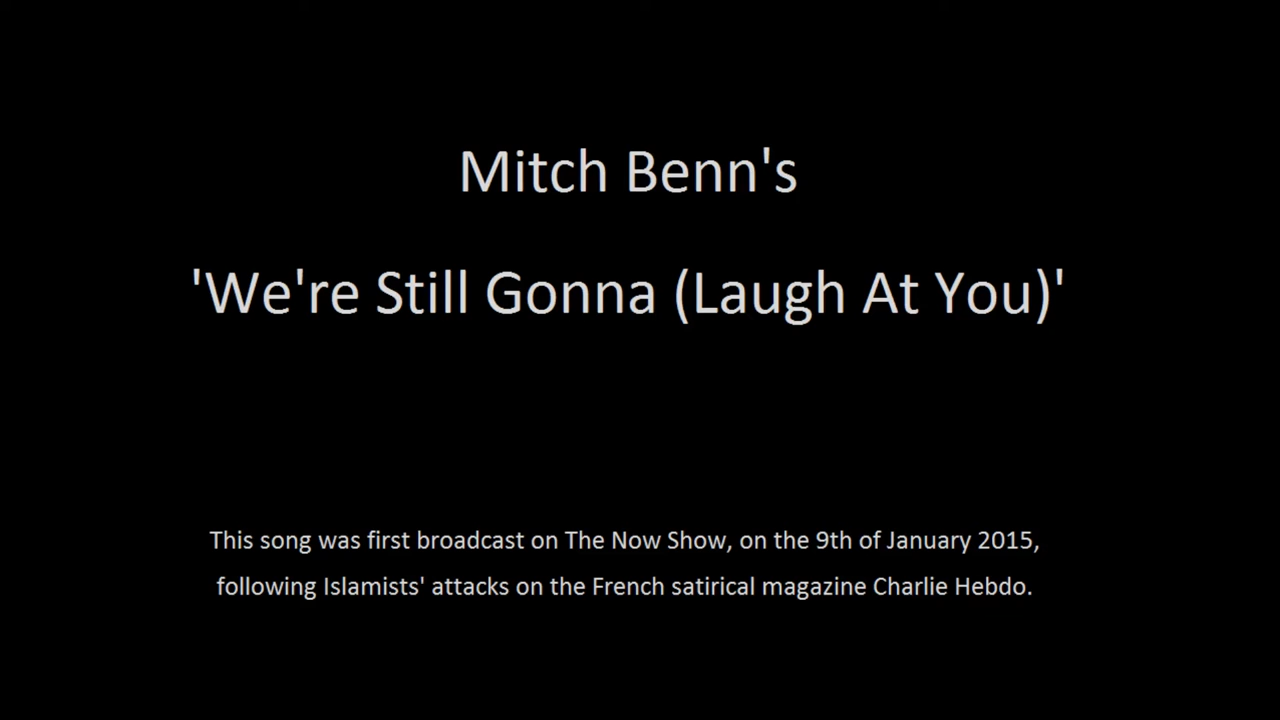 Mitch Benn's
'We're Still Gonna (Laugh At You)'
This song was first broadcast on The Now Show, on the 9th of January 2015,
following Islamists' attacks on the French satirical magazine Charlie Hebdo.